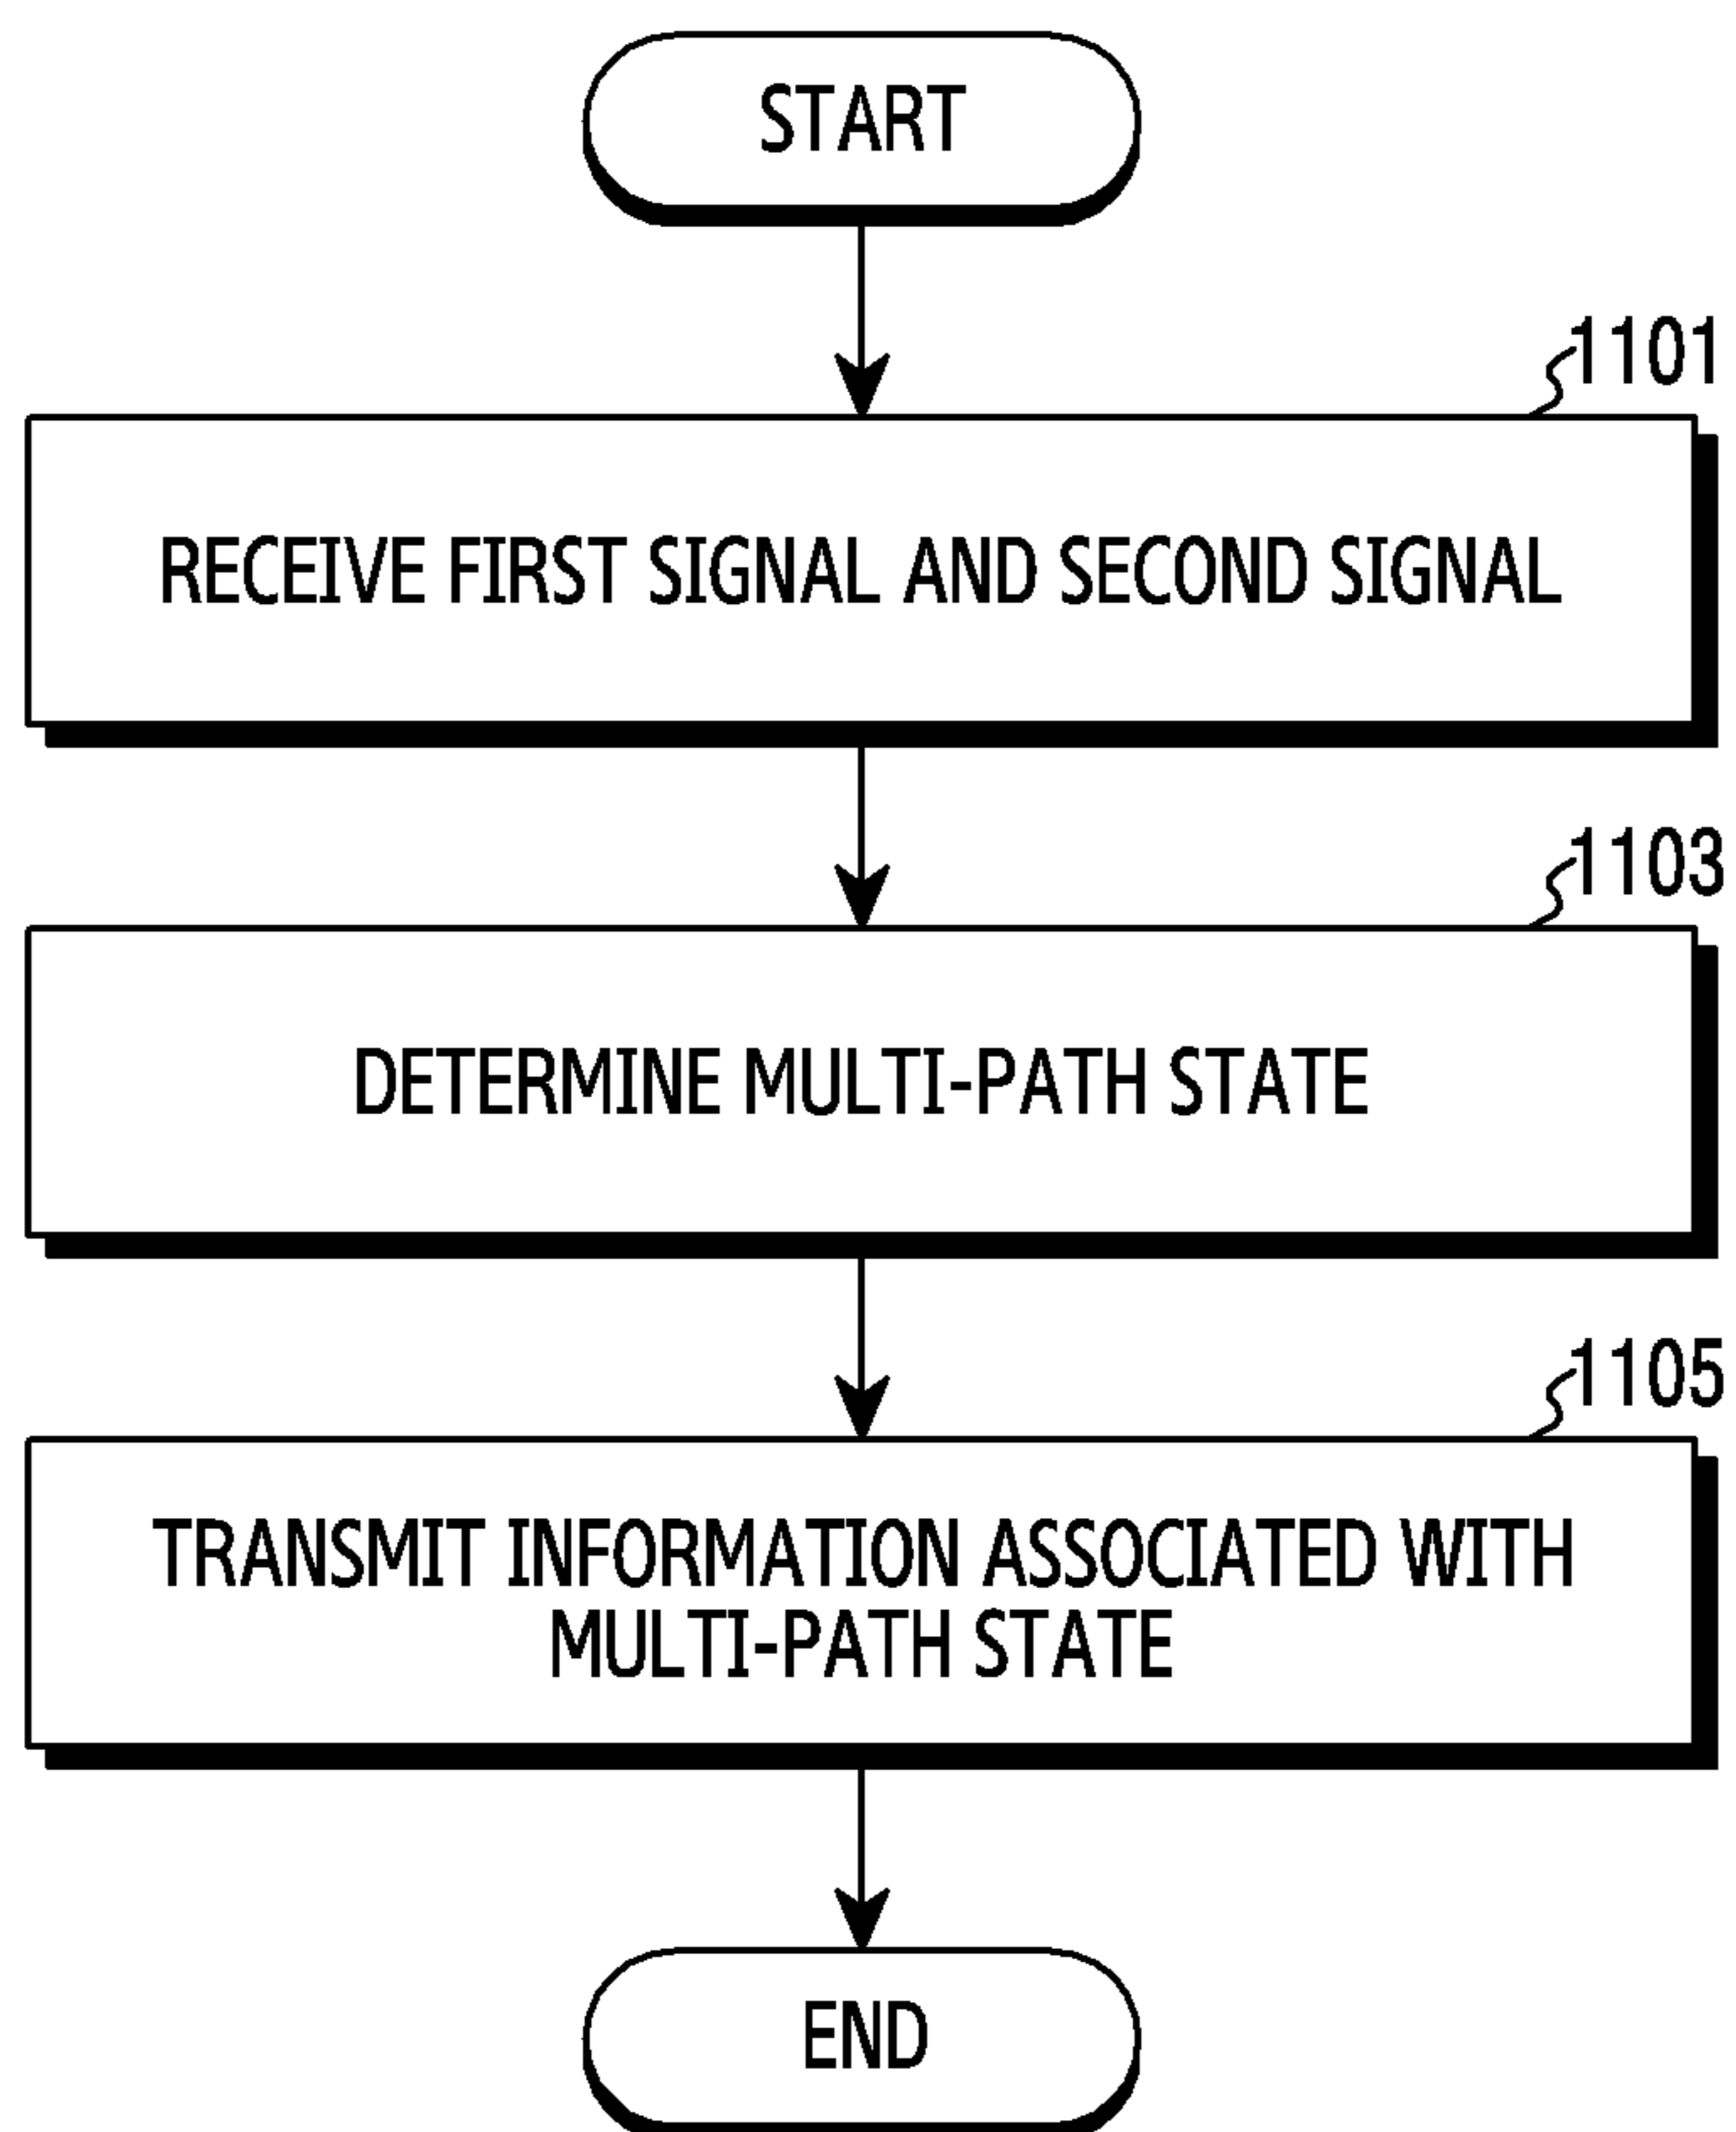 START
1101
RECEIVE FIRST SIGNAL AND SECOND SIGNAL
1103
DETERMINE MULTI-PATH STATE
1105
TRANSMIT INFORMATION ASSOCIATED WITH
MULTI-PATH STATE
END